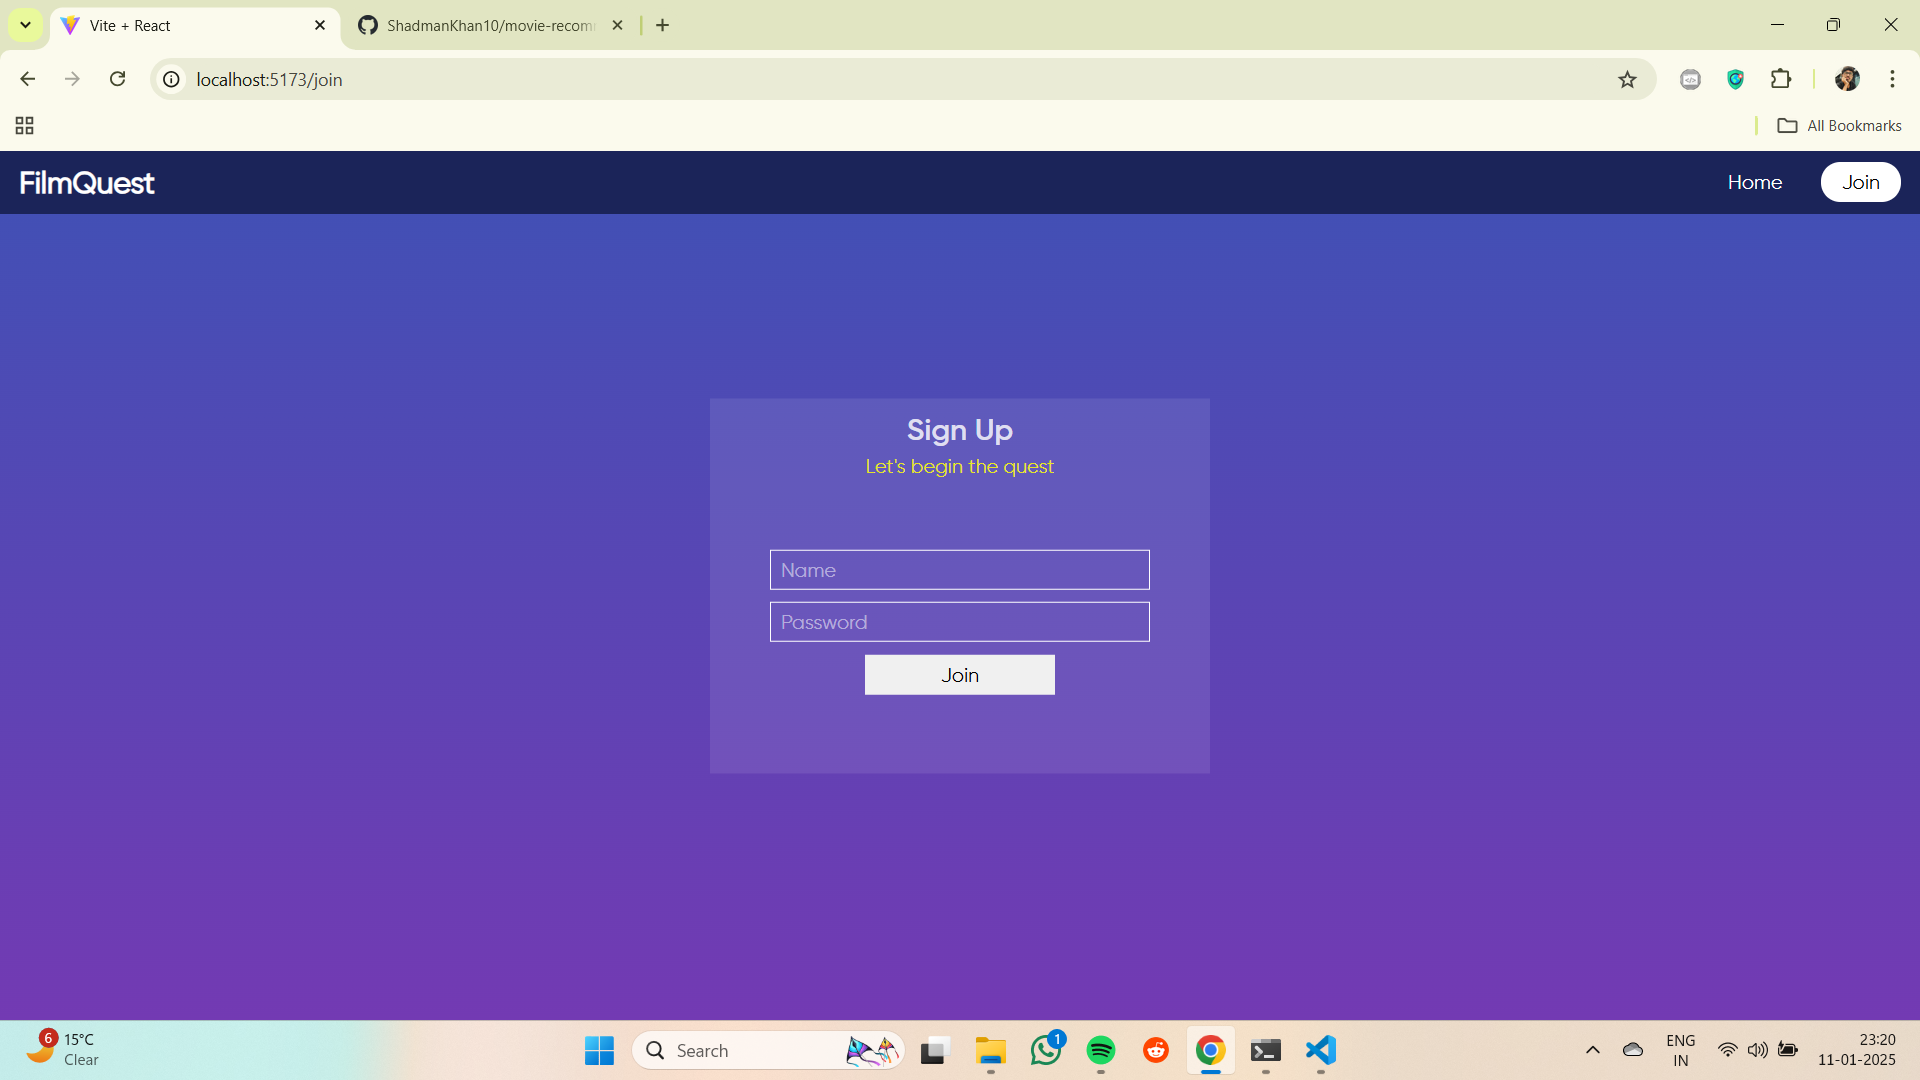 Vite + React
ShadmanKhan10/movie-recom
localhost:5173/join
All Bookmarks
FilmQuest
Home
Join
Sign Up
Let's begin the quest
Name
Password
Join
6
15°C
Clear
Search
1
ENG
IN
23:20
11-01-2025